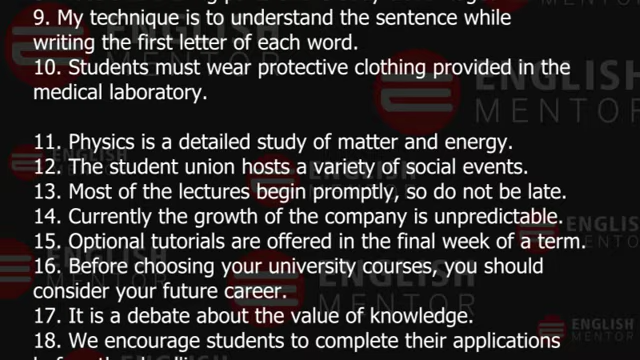 9. My technique is to understand the sentence while
writing the first letter of each word.
10. Students must wear protective clothing provided in the
medical laboratory.
11. Physics is a detailed study of matter and energy.
12. The student union hosts a variety of social events.
13. Most of the lectures begin promptly, so do not be late.
14. Currently the growth of the company is unpredictable.
15. Optional tutorials are offered in the final week of a term.
16. Before choosing your university courses, you should
consider your future career.
17. It is a debate about the value of knowledge.
18. We encourage students to complete their applications
ENGLISH
MENTOR